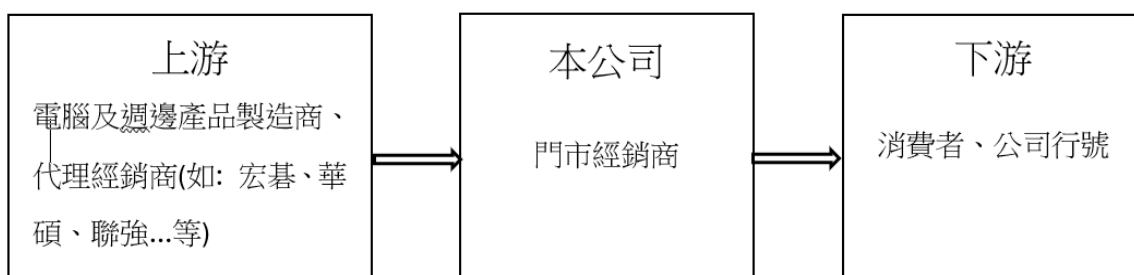 上游
電腦及週邊產品製造商、
代理經銷商(如: 宏碁、華
碩、聯強...等)
本公司
門市經銷商
下游
消費者、公司行號